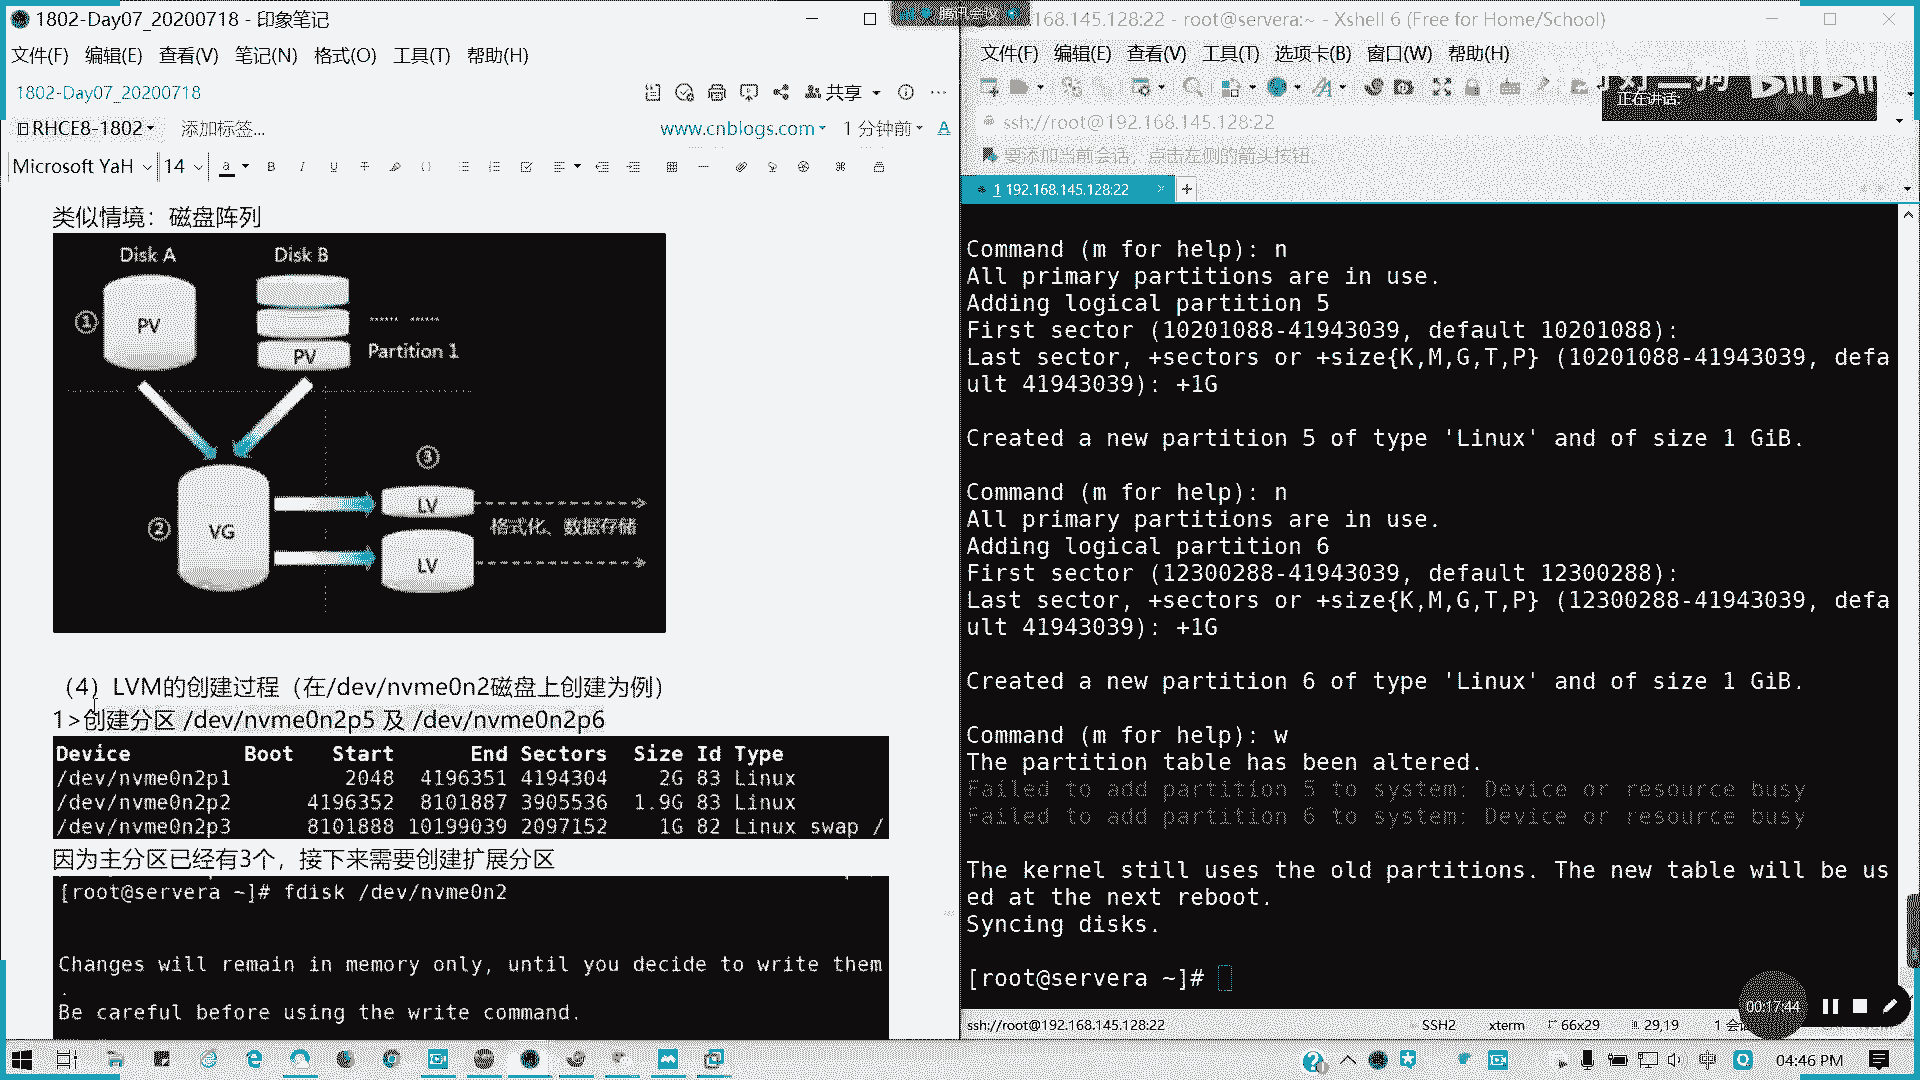 1802-Day07_20200718 - 印象笔记
文件(F) 编辑(E) 查看(V) 笔记(N) 格式(O) 工具(T) 帮助(H)
1802-Day07_20200718
共享
RHCE8-1802
添加标签...
www.cnblogs.com
1 分钟前
Microsoft YaH 14
类似情境：磁盘阵列
Disk A Disk B
① PV
PV Partition 1
② VG
③
LV
格式化、数据存储
LV
（4）LVM的创建过程（在/dev/nvme0n2磁盘上创建为例）
1>创建分区 /dev/nvme0n2p5 及 /dev/nvme0n2p6
Device Boot Start End Sectors Size Id Type
/dev/nvme0n2p1 2048 4196351 4194304 2G 83 Linux
/dev/nvme0n2p2 4196352 8101887 3905536 1.9G 83 Linux
/dev/nvme0n2p3 8101888 10199039 2097152 1G 82 Linux swap /
因为主分区已经有3个，接下来需要创建扩展分区
[root@servera ~]# fdisk /dev/nvme0n2
Changes will remain in memory only, until you decide to write them
.
Be careful before using the write command.
腾讯会议
168.145.128:22 - root@servera:~ - Xshell 6 (Free for Home/School)
文件(F) 编辑(E) 查看(V) 工具(T) 选项卡(B) 窗口(W) 帮助(H)
正在讲话:
ssh://root@192.168.145.128:22
要添加当前会话，点击左侧的箭头按钮。
1 192.168.145.128:22
Command (m for help): n
All primary partitions are in use.
Adding logical partition 5
First sector (10201088-41943039, default 10201088):
Last sector, +sectors or +size{K,M,G,T,P} (10201088-41943039, defa
ult 41943039): +1G
Created a new partition 5 of type 'Linux' and of size 1 GiB.
Command (m for help): n
All primary partitions are in use.
Adding logical partition 6
First sector (12300288-41943039, default 12300288):
Last sector, +sectors or +size{K,M,G,T,P} (12300288-41943039, defa
ult 41943039): +1G
Created a new partition 6 of type 'Linux' and of size 1 GiB.
Command (m for help): w
The partition table has been altered.
Failed to add partition 5 to system: Device or resource busy
Failed to add partition 6 to system: Device or resource busy
The kernel still uses the old partitions. The new table will be us
ed at the next reboot.
Syncing disks.
[root@servera ~]#
00:17:44
ssh://root@192.168.145.128:22 SSH2 xterm 66x29 29,19
中 04:46 PM